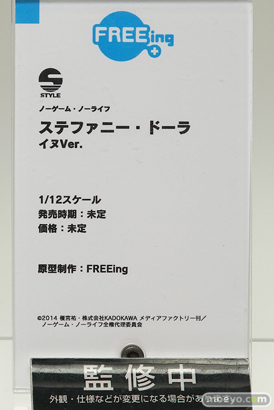 FREEing
S
STYLE
ノーゲーム・ノーライフ
ステファニー・ドーラ
イヌVer.
1/12スケール
発売時期：未定
価格：未定
原型制作：FREEing
©2014 榎宮祐・株式会社KADOKAWA メディアファクトリー刊／
ノーゲーム・ノーライフ全権代理委員会
監修中
外観・仕様などが変更になる場合があ
moeyo.com